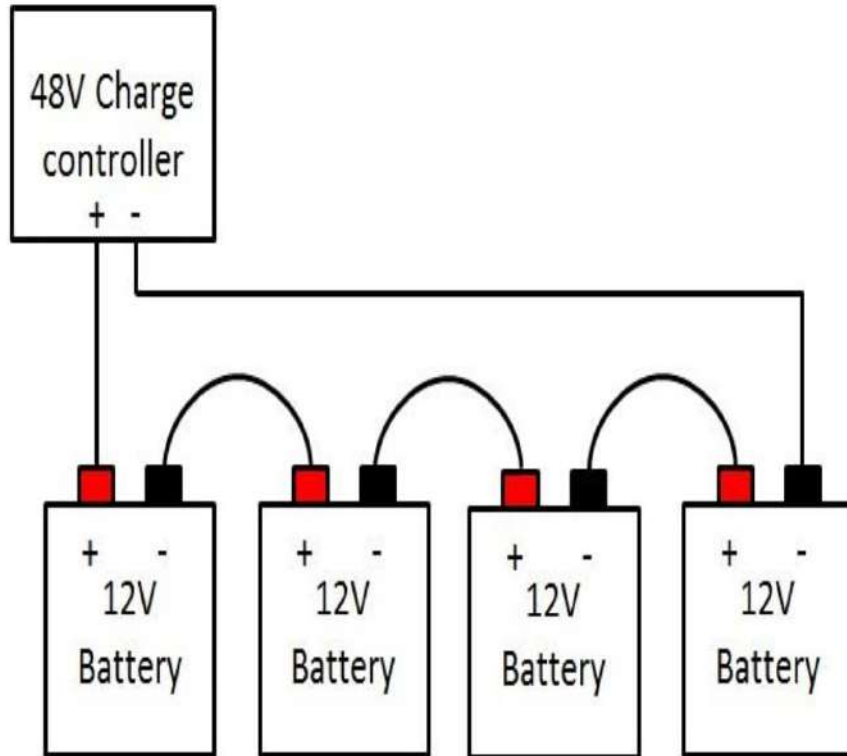 48V Charge
controller
+ -
+ - + - + - + -
12V 12V 12V 12V
Battery Battery Battery Battery